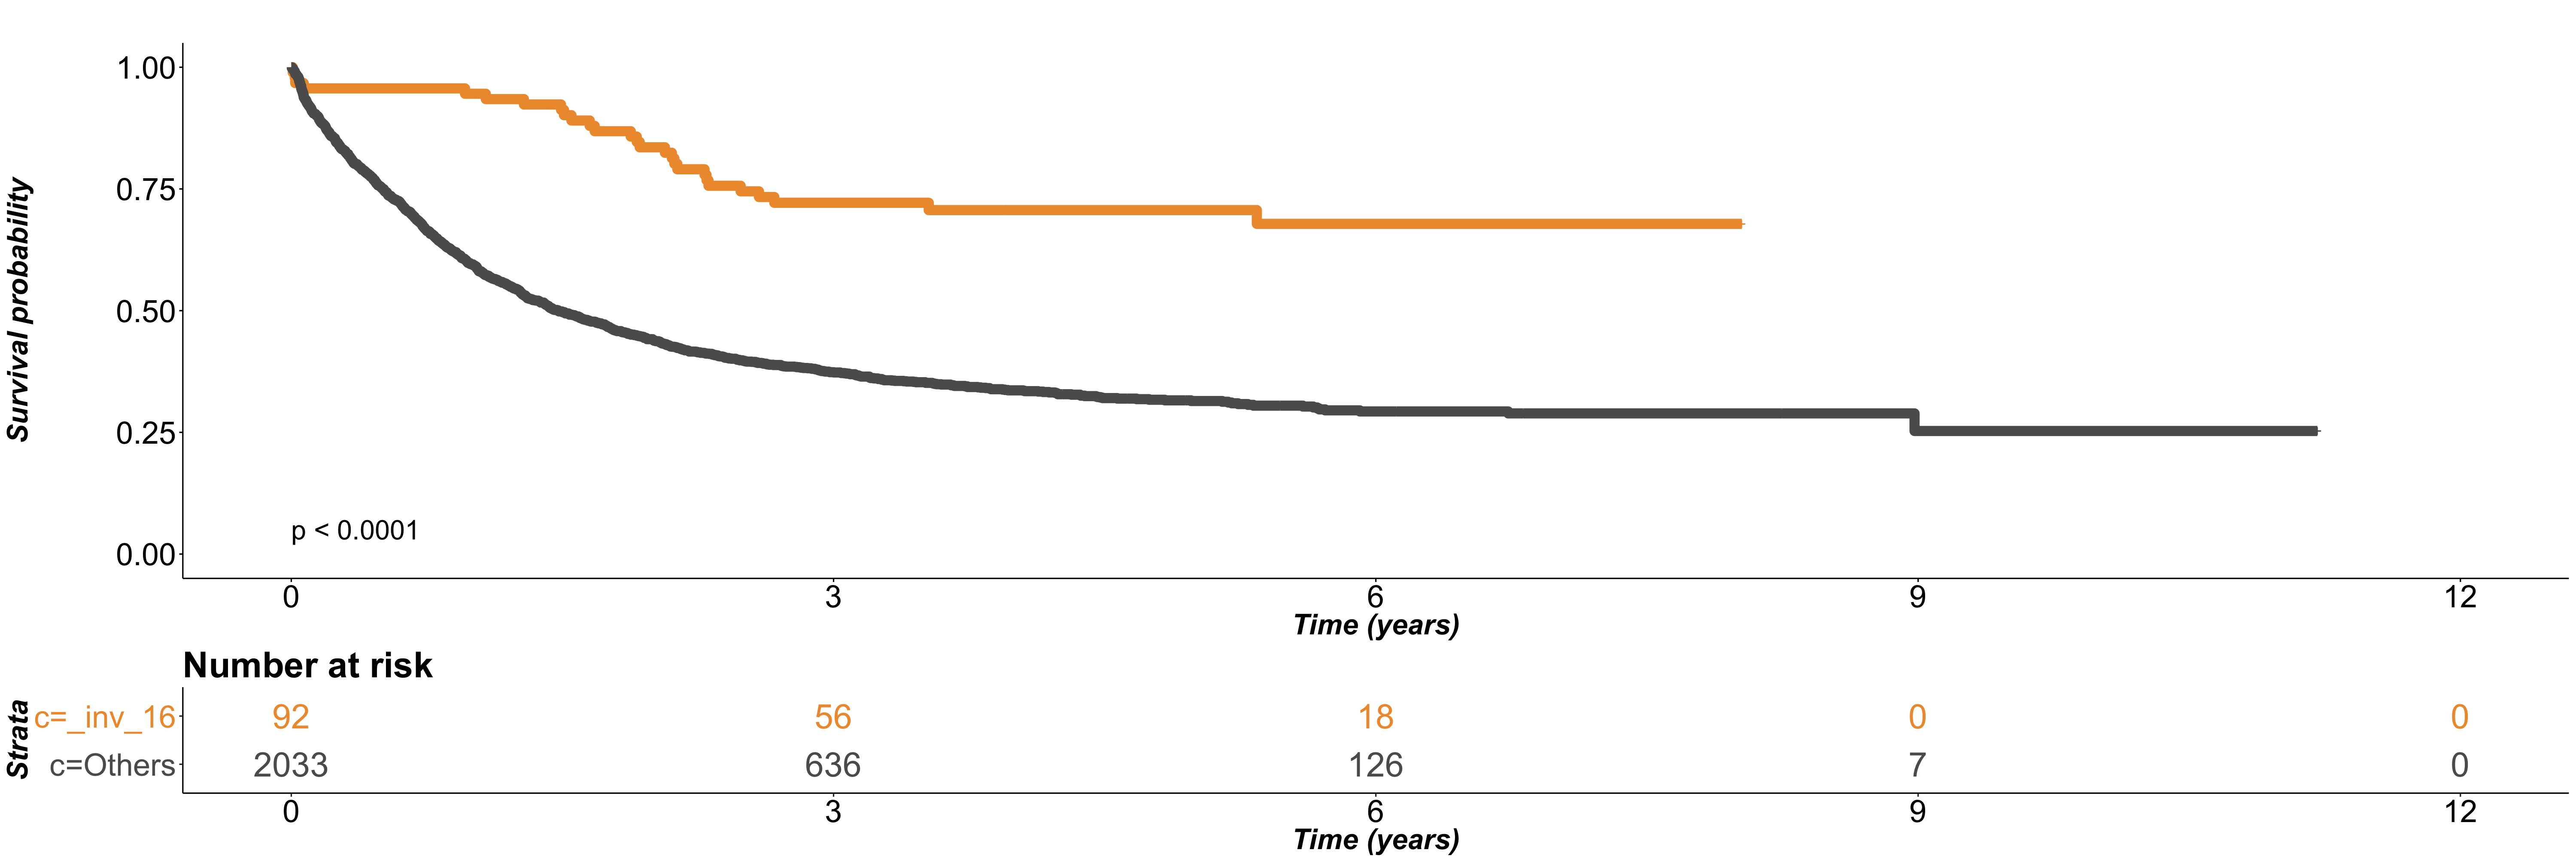 1.00
0.75
0.50
0.25
0.00
Survival probability
p < 0.0001
0 3 6 9 12
Time (years)
Number at risk
Strata
c=_inv_16 92 56 18 0 0
c=Others 2033 636 126 7 0
0 3 6 9 12
Time (years)